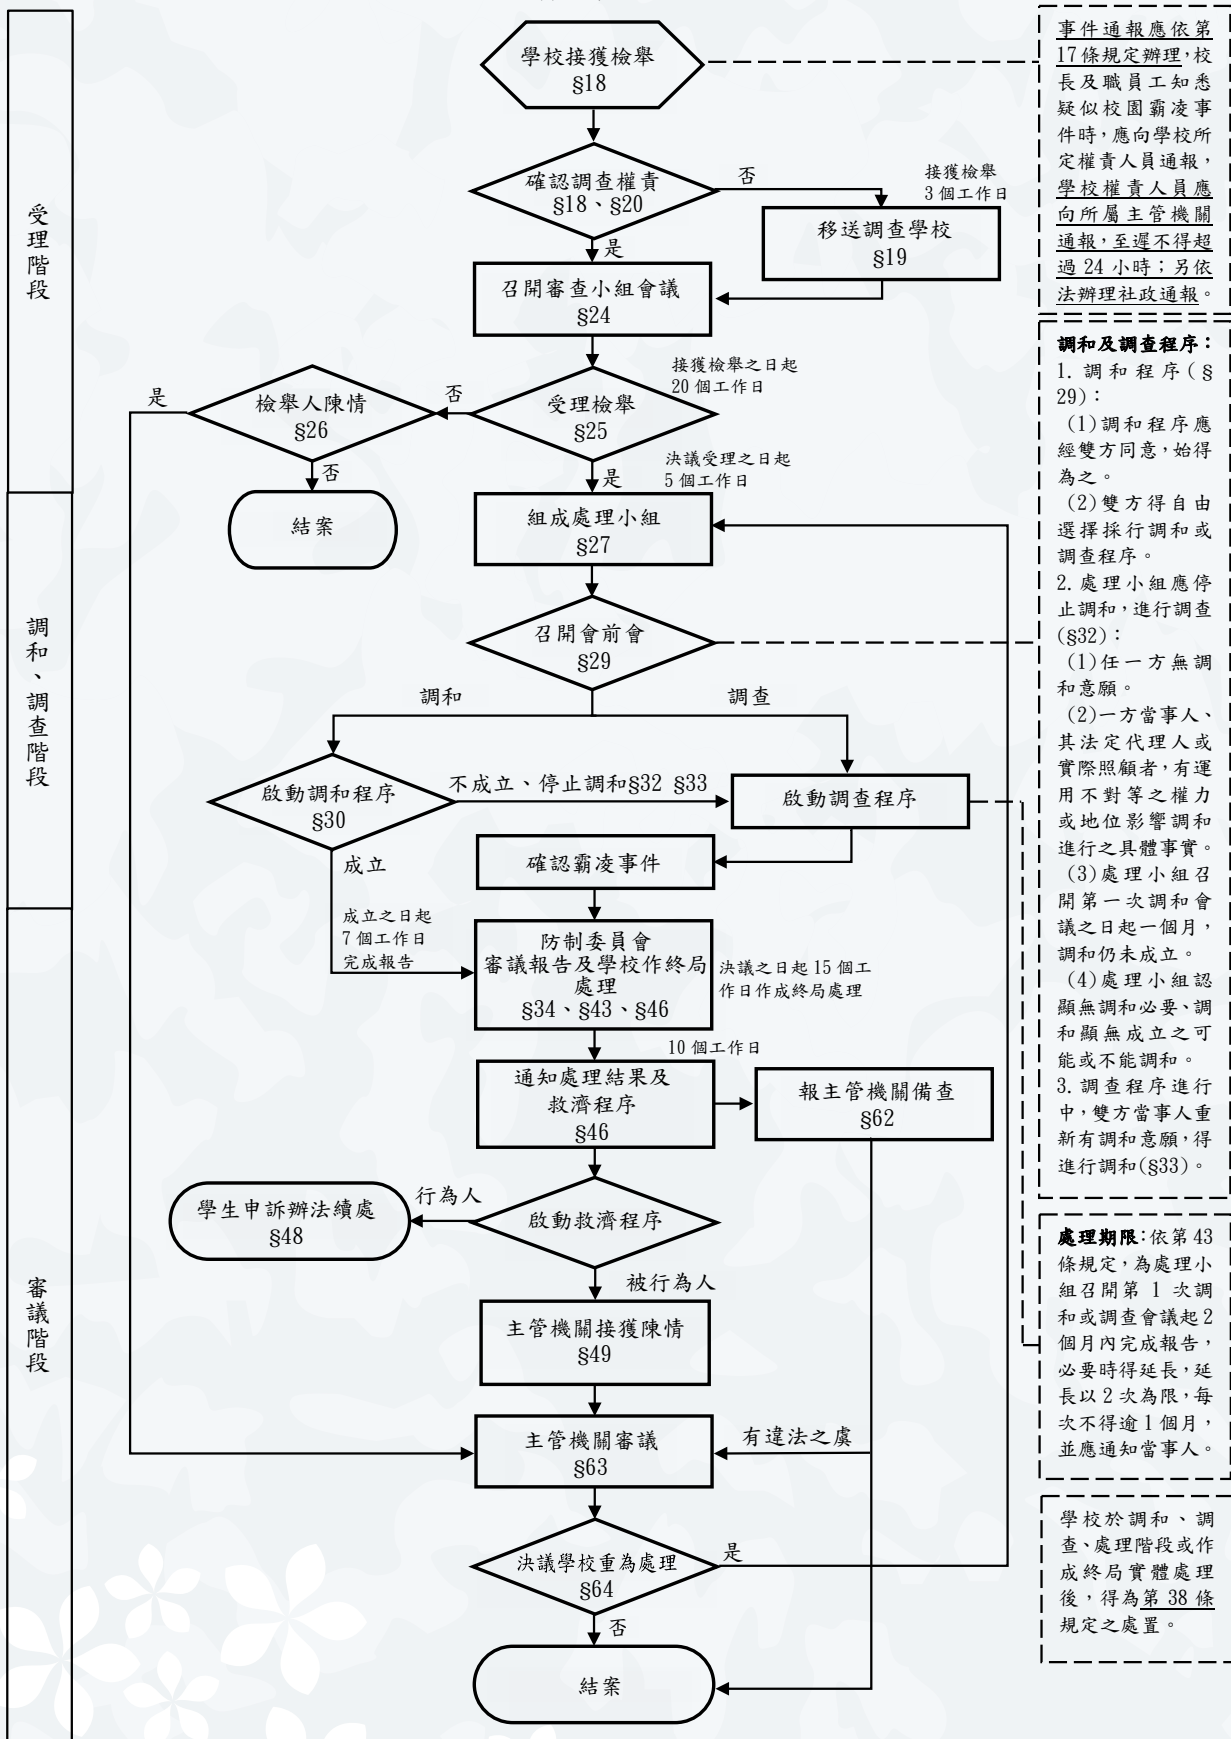 受理階段
調和、調查階段
審議階段
學校接獲檢舉
§18
確認調查權責
§18、§20
否
接獲檢舉
3個工作日
移送調查學校
§19
是
召開審查小組會議
§24
接獲檢舉之日起
20個工作日
受理檢舉
§25
否
檢舉人陳情
§26
是
否
結案
決議受理之日起
5個工作日
是
組成處理小組
§27
召開會前會
§29
調和
調查
啟動調和程序
§30
不成立、停止調和§32 §33
啟動調查程序
成立
確認霸凌事件
成立之日起
7個工作日
完成報告
防制委員會
審議報告及學校作終局
處理
§34、§43、§46
決議之日起15個工
作日作成終局處理
10個工作日
通知處理結果及
救濟程序
§46
報主管機關備查
§62
啟動救濟程序
行為人
學生申訴辦法續處
§48
被行為人
主管機關接獲陳情
§49
主管機關審議
§63
有違法之虞
決議學校重為處理
§64
是
否
結案
事件通報應依第
17條規定辦理,校
長及職員工知悉
疑似校園霸凌事
件時,應向學校所
定權責人員通報,
學校權責人員應
向所屬主管機關
通報,至遲不得超
過24小時;另依
法辦理社政通報。
調和及調查程序:
1. 調和程序(§
29):
(1)調和程序應
經雙方同意,始得
為之。
(2)雙方得自由
選擇採行調和或
調查程序。
2. 處理小組應停
止調和,進行調查
(§32):
(1)任一方無調
和意願。
(2)一方當事人、
其法定代理人或
實際照顧者,有運
用不對等之權力
或地位影響調和
進行之具體事實。
(3)處理小組召
開第一次調和會
議之日起一個月,
調和仍未成立。
(4)處理小組認
顯無調和必要、調
和顯無成立之可
能或不能調和。
3. 調查程序進行
中,雙方當事人重
新有調和意願,得
進行調和(§33)。
處理期限:依第43
條規定,為處理小
組召開第1次調
和或調查會議起2
個月內完成報告,
必要時得延長,延
長以2次為限,每
次不得逾1個月,
並應通知當事人。
學校於調和、調
查、處理階段或作
成終局實體處理
後,得為第38條
規定之處置。